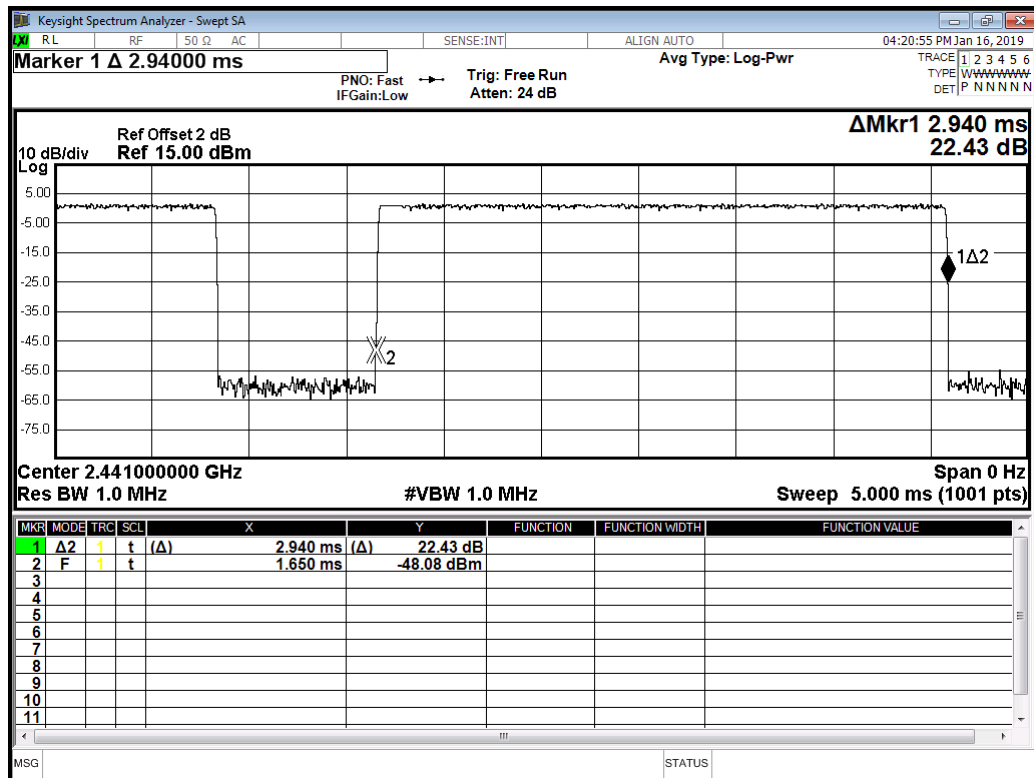 Keysight Spectrum Analyzer - Swept SA
LXI RL RF 50 Ω AC SENSE:INT ALIGN AUTO 04:20:55 PM Jan 16, 2019
Marker 1 Δ 2.94000 ms
PNO: Fast
IFGain:Low
Trig: Free Run
Atten: 24 dB
Avg Type: Log-Pwr
TRACE 1 2 3 4 5 6
TYPE WWWWWW
DET P N N N N N
ΔMkr1 2.940 ms
22.43 dB
Ref Offset 2 dB
10 dB/div Ref 15.00 dBm
Log
5.00
-5.00
-15.0
-25.0
-35.0
-45.0
-55.0
-65.0
-75.0
1Δ2
2
Center 2.441000000 GHz Span 0 Hz
Res BW 1.0 MHz #VBW 1.0 MHz Sweep 5.000 ms (1001 pts)
MKR MODE TRC SCL X Y FUNCTION FUNCTION WIDTH FUNCTION VALUE
1 Δ2 1 t (Δ) 2.940 ms (Δ) 22.43 dB
2 F 1 t 1.650 ms -48.08 dBm
3
4
5
6
7
8
9
10
11
MSG STATUS